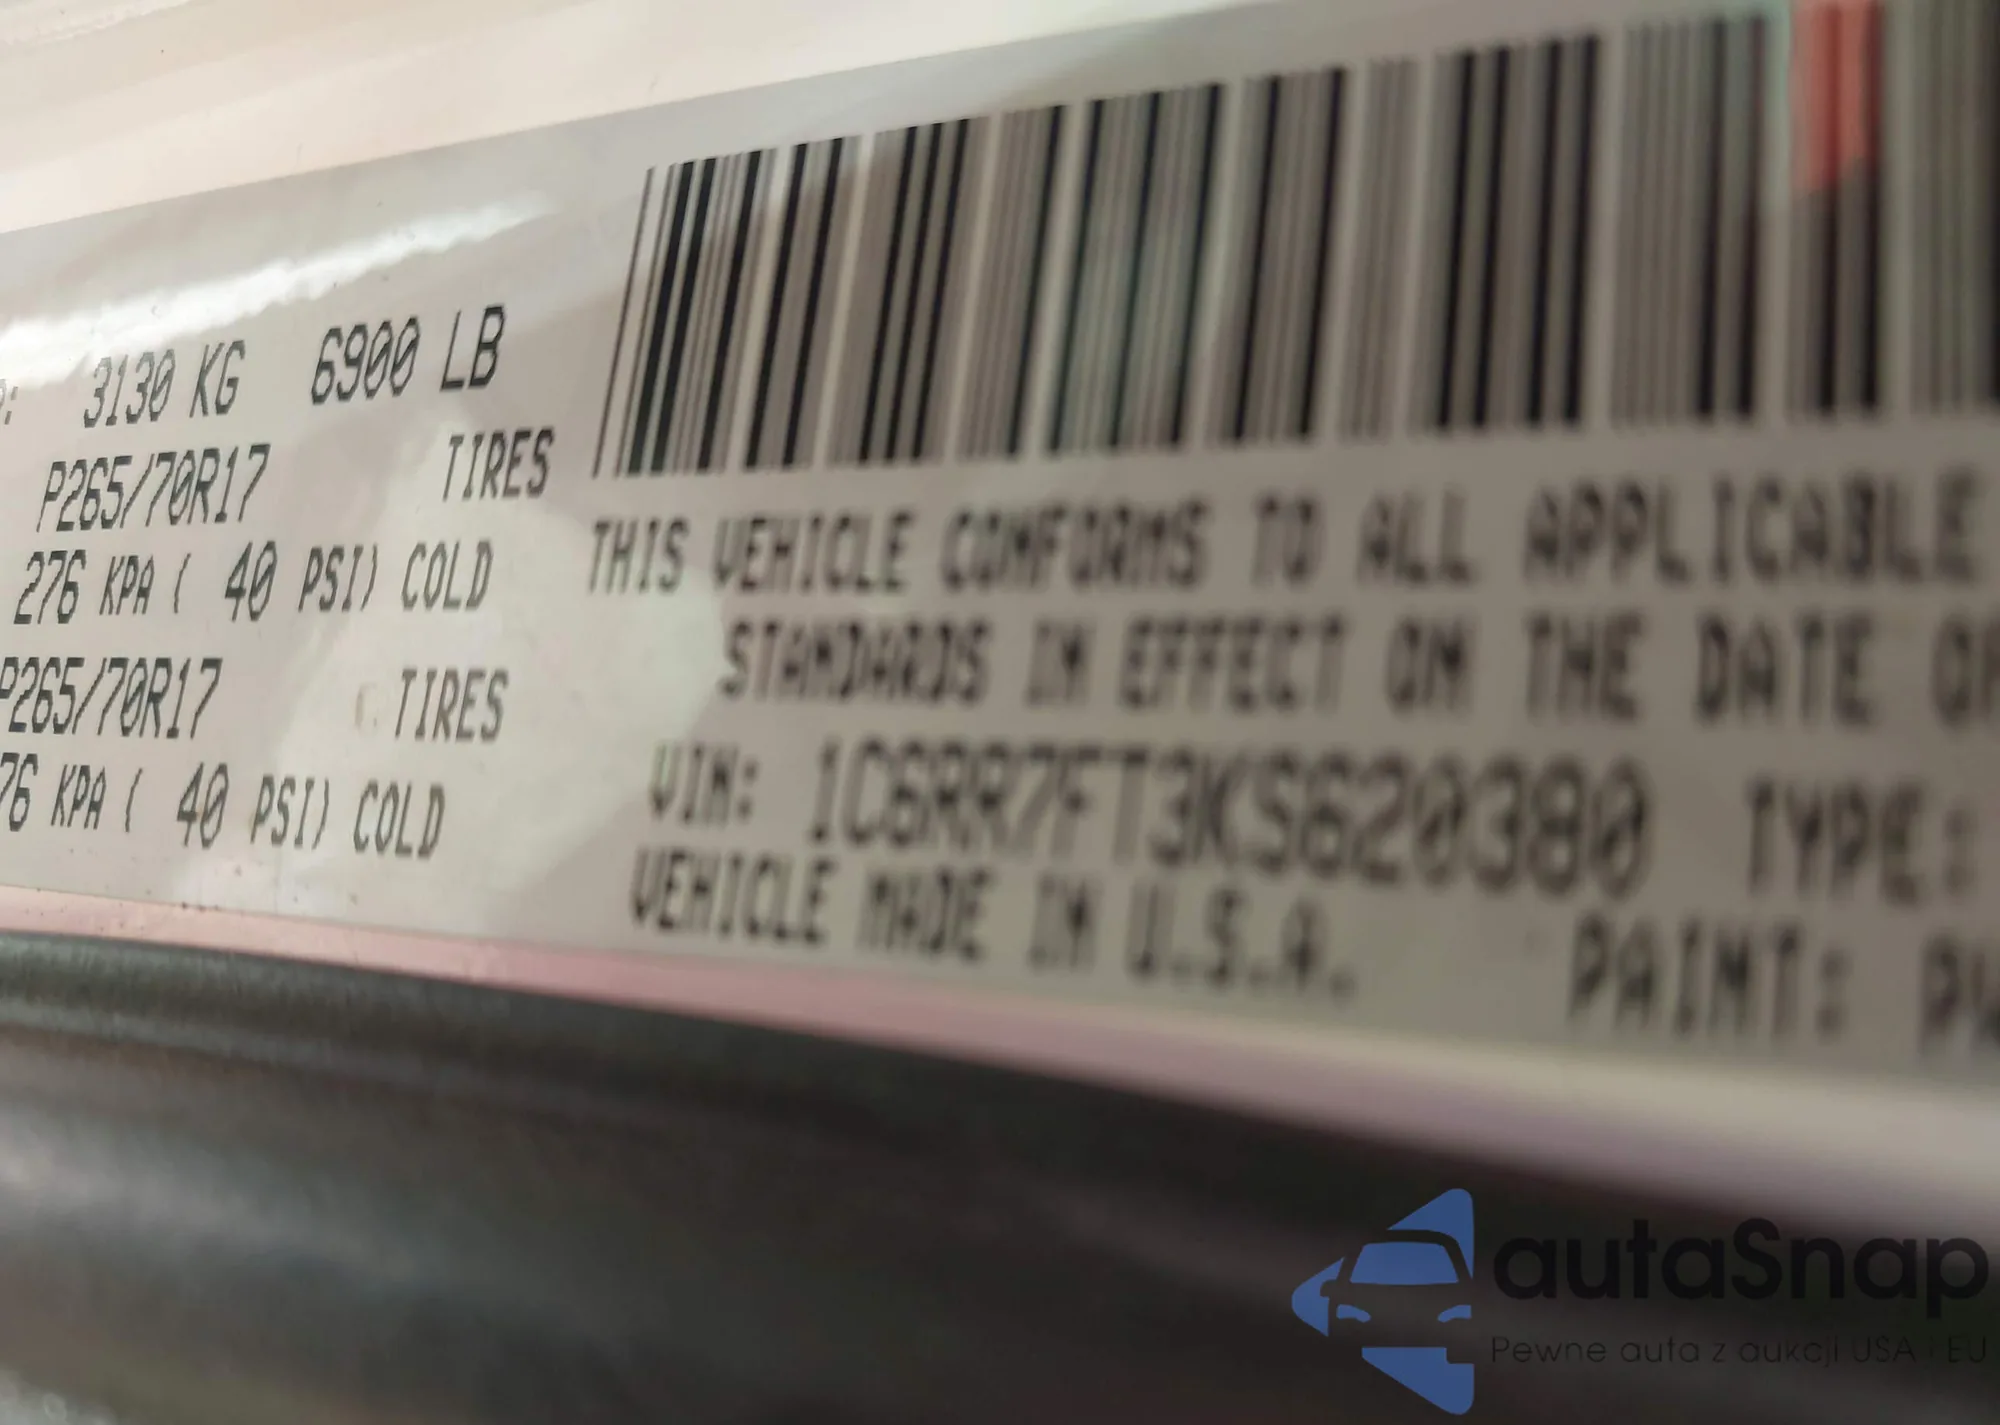 3130 KG 6900 LB
P265/70R17 TIRES
276 KPA ( 40 PSI) COLD
P265/70R17 TIRES
76 KPA ( 40 PSI) COLD
THIS VEHICLE CONFORMS TO ALL APPLICABLE
STANDARDS IN EFFECT ON THE DATE
VIN: 1C6RR7FT3KS620380 TYPE:
VEHICLE MADE IN U.S.A. PAINT:
autaSnap
Pewne auta z aukcji USA i EU